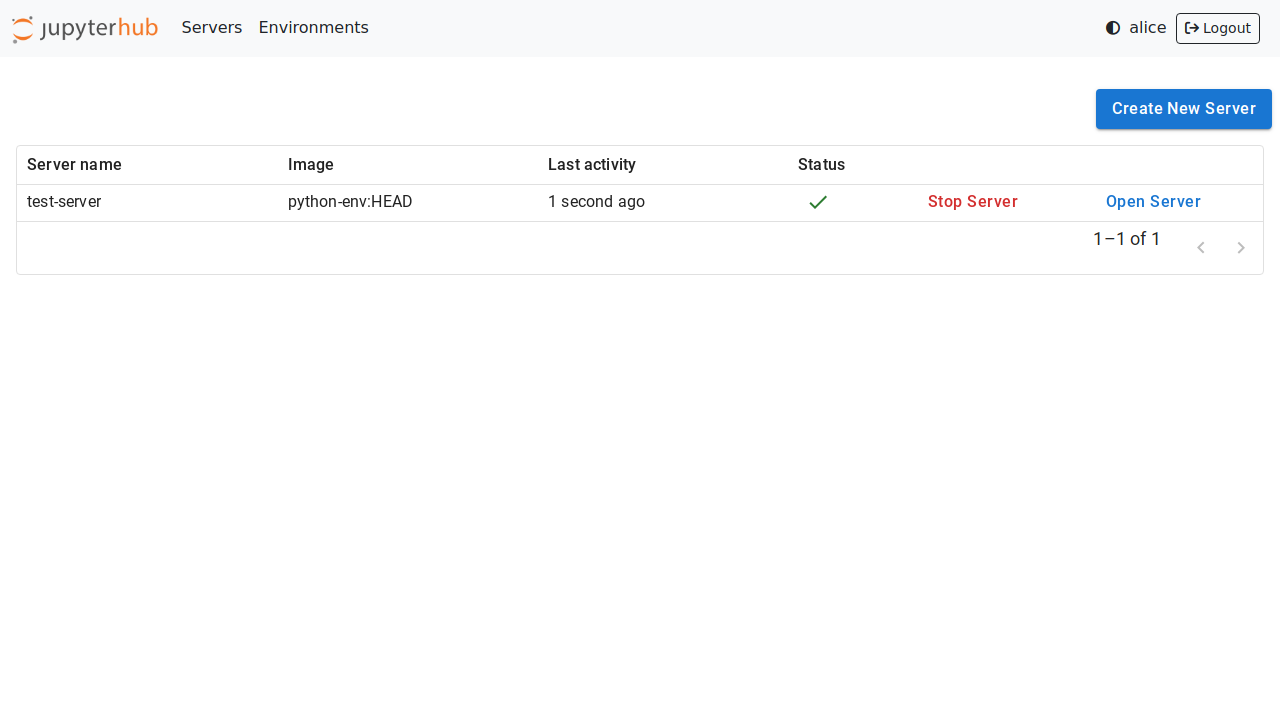 jupyterhub Servers Environments alice Logout
Create New Server
Server name Image Last activity Status
test-server python-env:HEAD 1 second ago Stop Server Open Server
1–1 of 1